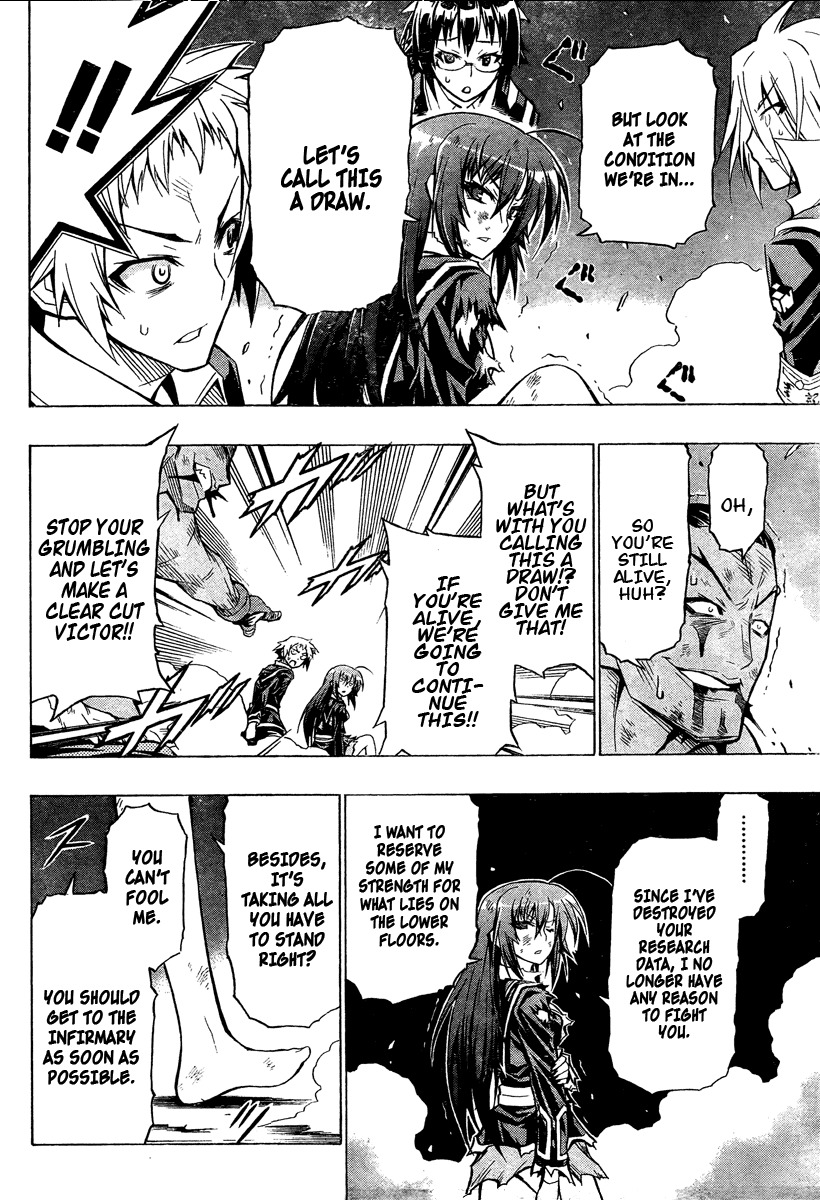 BUT LOOK
AT THE
CONDITION
WE'RE IN...
LET'S
CALL THIS
A DRAW.
!!
OH,
SO
YOU'RE
STILL
ALIVE,
HUH?
BUT
WHAT'S
WITH YOU
CALLING
THIS A
DRAW!?
DON'T
GIVE ME
THAT!
IF
YOU'RE
ALIVE,
WE'RE
GOING
TO
CONTI-
NUE
THIS!!
STOP YOUR
GRUMBLING
AND LET'S
MAKE A
CLEAR CUT
VICTOR!!
.........
SINCE I'VE
DESTROYED
YOUR
RESEARCH
DATA, I NO
LONGER HAVE
ANY REASON
TO FIGHT
YOU.
I WANT TO
RESERVE
SOME OF MY
STRENGTH FOR
WHAT LIES ON
THE LOWER
FLOORS.
BESIDES,
IT'S
TAKING ALL
YOU HAVE
TO STAND
RIGHT?
YOU
CAN'T
FOOL
ME.
YOU SHOULD
GET TO THE
INFIRMARY
AS SOON AS
POSSIBLE.